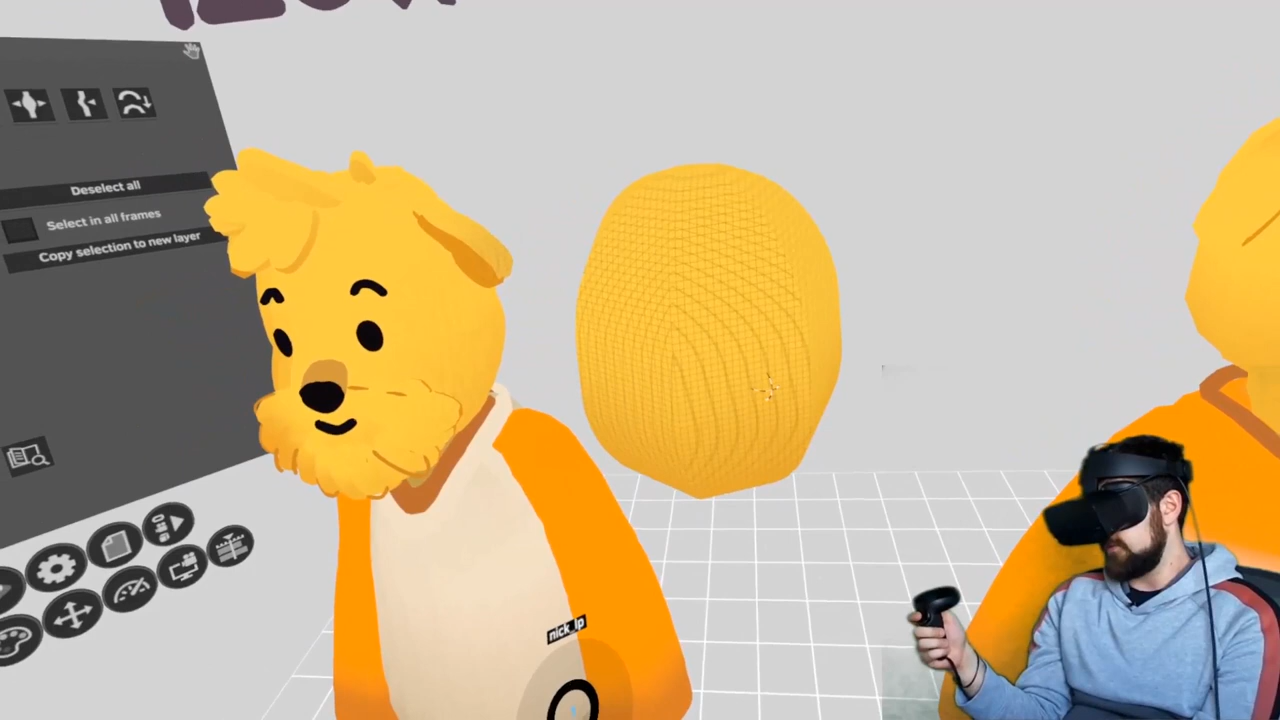 Deselect all
Select in all frames
Copy selection to new layer
nick_lp